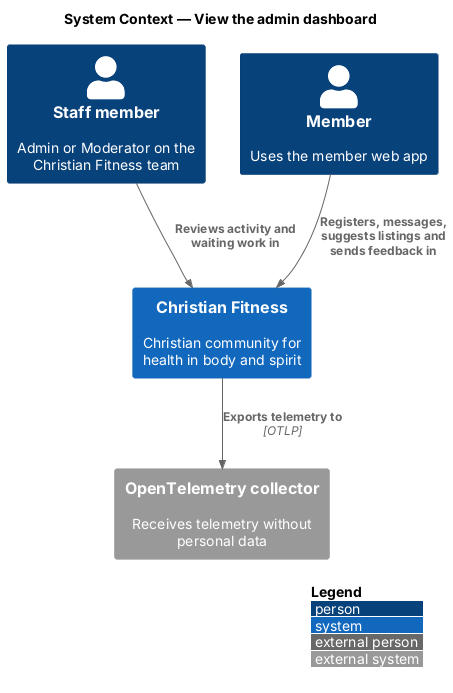 System Context — View the admin dashboard
Staff member
Admin or Moderator on the
Christian Fitness team
Member
Uses the member web app
Reviews activity and
waiting work in
Registers, messages,
suggests listings and
sends feedback in
Christian Fitness
Christian community for
health in body and spirit
Exports telemetry to
[OTLP]
OpenTelemetry collector
Receives telemetry without
personal data
Legend
person
system
external person
external system